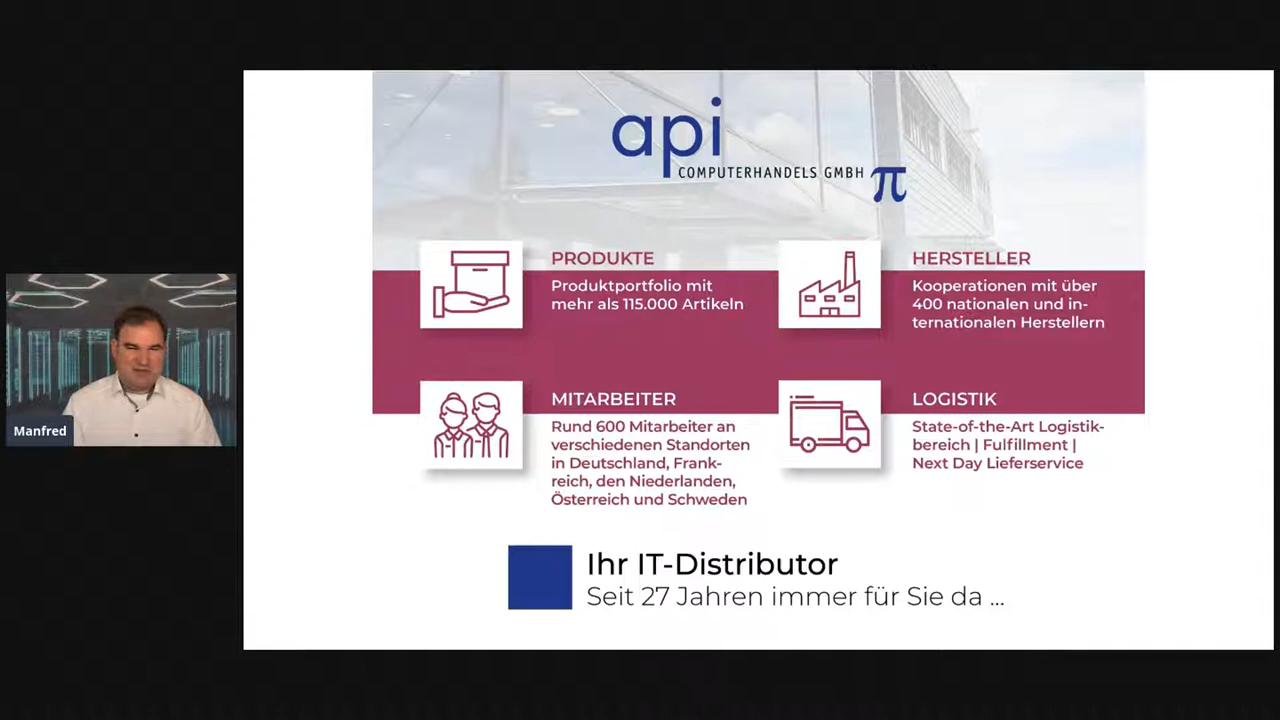 api
COMPUTERHANDELS GMBH
π
PRODUKTE
Produktportfolio mit
mehr als 115.000 Artikeln
HERSTELLER
Kooperationen mit über
400 nationalen und in-
ternationalen Herstellern
MITARBEITER
Rund 600 Mitarbeiter an
verschiedenen Standorten
in Deutschland, Frank-
reich, den Niederlanden,
Österreich und Schweden
LOGISTIK
State-of-the-Art Logistik-
bereich | Fulfillment |
Next Day Lieferservice
Manfred
Ihr IT-Distributor
Seit 27 Jahren immer für Sie da ...